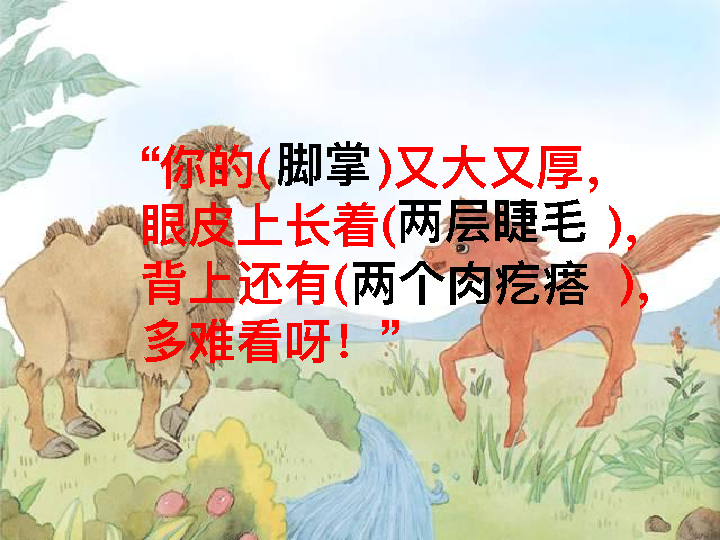 “你的(脚掌)又大又厚，
眼皮上长着(两层睫毛 )，
背上还有(两个肉疙瘩 )，
多难看呀！”